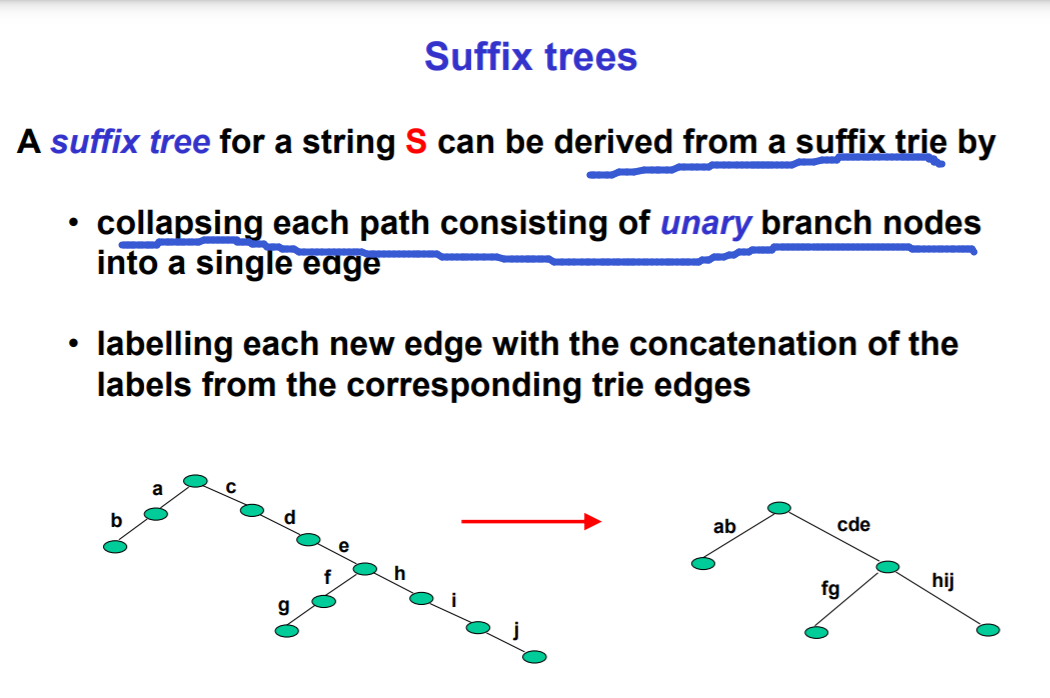 Suffix trees
A suffix tree for a string S can be derived from a suffix trie by
• collapsing each path consisting of unary branch nodes
into a single edge
• labelling each new edge with the concatenation of the
labels from the corresponding trie edges
a
c
b
d
e
f
h
g
i
j
ab
cde
fg
hij